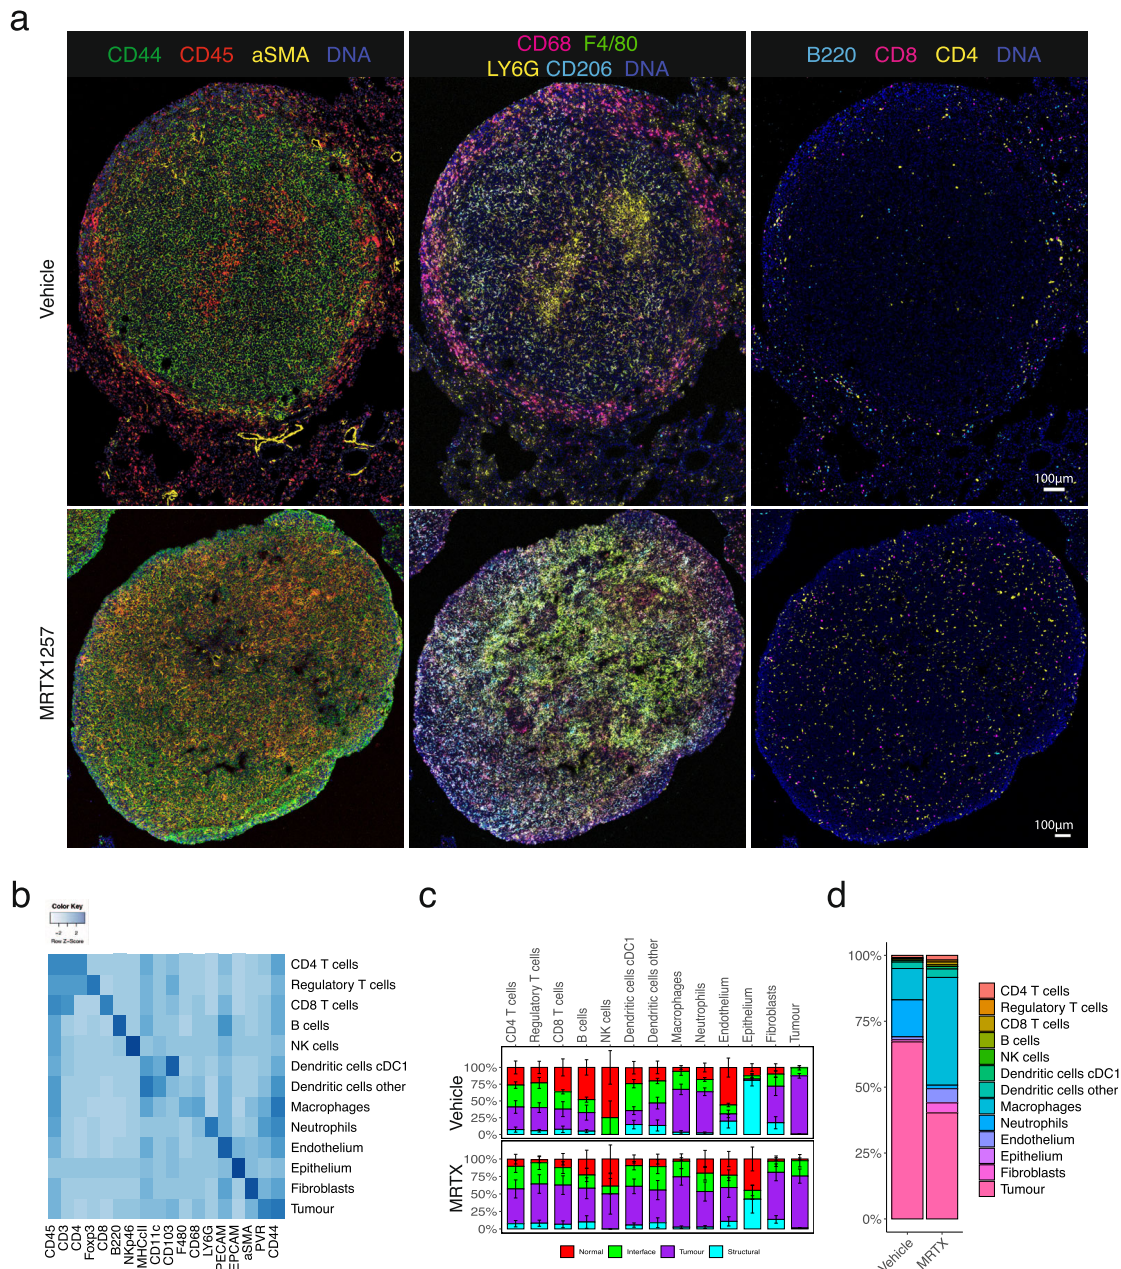 a
CD44 CD45 aSMA DNA
CD68 F4/80
LY6G CD206 DNA
B220 CD8 CD4 DNA
Vehicle
100µm
MRTX1257
100µm
b
Color Key
-2 2
Row Z-Score
CD4 T cells
Regulatory T cells
CD8 T cells
B cells
NK cells
Dendritic cells cDC1
Dendritic cells other
Macrophages
Neutrophils
Endothelium
Epithelium
Fibroblasts
Tumour
CD45
CD3
CD4
Foxp3
CD8
B220
NKp46
MHCcII
CD11c
CD103
F480
CD68
LY6G
PECAM
EPCAM
aSMA
PVR
CD44
c
CD4 T cells
Regulatory T cells
CD8 T cells
B cells
NK cells
Dendritic cells cDC1
Dendritic cells other
Macrophages
Neutrophils
Endothelium
Epithelium
Fibroblasts
Tumour
Vehicle
100%
75%
50%
25%
0%
MRTX
100%
75%
50%
25%
0%
Normal Interface Tumour Structural
d
100%
75%
50%
25%
0%
Vehicle
MRTX
CD4 T cells
Regulatory T cells
CD8 T cells
B cells
NK cells
Dendritic cells cDC1
Dendritic cells other
Macrophages
Neutrophils
Endothelium
Epithelium
Fibroblasts
Tumour